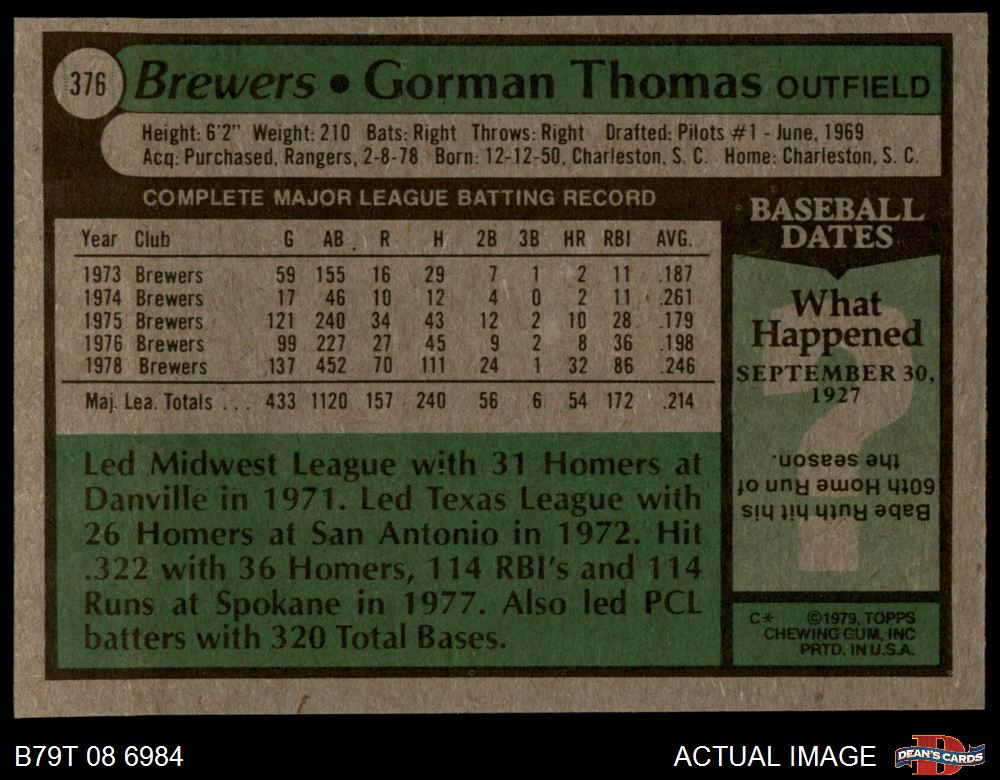 376 Brewers • Gorman Thomas OUTFIELD
Height: 6'2" Weight: 210 Bats: Right Throws: Right Drafted: Pilots #1 - June, 1969
Acq: Purchased, Rangers, 2-8-78 Born: 12-12-50, Charleston, S. C. Home: Charleston, S. C.
COMPLETE MAJOR LEAGUE BATTING RECORD
Year Club G AB R H 2B 3B HR RBI AVG.
1973 Brewers 59 155 16 29 7 1 2 11 .187
1974 Brewers 17 46 10 12 4 0 2 11 .261
1975 Brewers 121 240 34 43 12 2 10 28 .179
1976 Brewers 99 227 27 45 9 2 8 36 .198
1978 Brewers 137 452 70 111 24 1 32 86 .246
Maj. Lea. Totals ... 433 1120 157 240 56 6 54 172 .214
Led Midwest League with 31 Homers at
Danville in 1971. Led Texas League with
26 Homers at San Antonio in 1972. Hit
.322 with 36 Homers, 114 RBI's and 114
Runs at Spokane in 1977. Also led PCL
batters with 320 Total Bases.
BASEBALL
DATES
What
Happened
SEPTEMBER 30,
1927
?
Babe Ruth hit his
60th Home Run of
the season.
C* ©1979, TOPPS
CHEWING GUM, INC
PRTD. IN U.S.A.
B79T 08 6984
ACTUAL IMAGE
D
DEAN'S CARDS